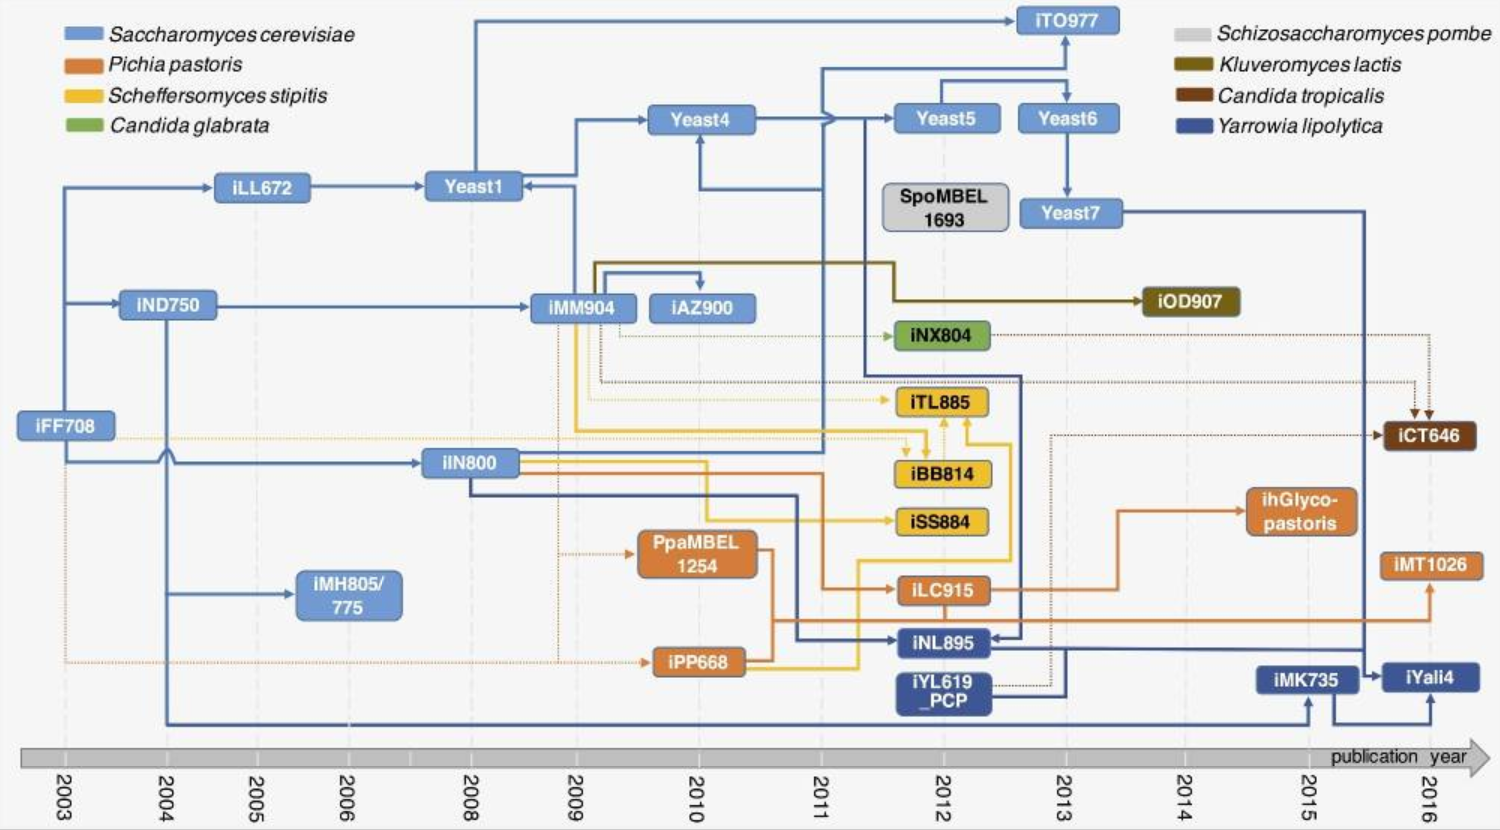 Saccharomyces cerevisiae
Pichia pastoris
Scheffersomyces stipitis
Candida glabrata
Schizosaccharomyces pombe
Kluveromyces lactis
Candida tropicalis
Yarrowia lipolytica
iTO977
Yeast4
Yeast5
Yeast6
iLL672
Yeast1
SpoMBEL
1693
Yeast7
iND750
iMM904
iAZ900
iOD907
iNX804
iTL885
iFF708
iCT646
iIN800
iBB814
iSS884
ihGlyco-
pastoris
PpaMBEL
1254
iMT1026
iMH805/
775
iLC915
iNL895
iPP668
iYL619
_PCP
iMK735
iYali4
publication year
2003
2004
2005
2006
2008
2009
2010
2011
2012
2013
2014
2015
2016